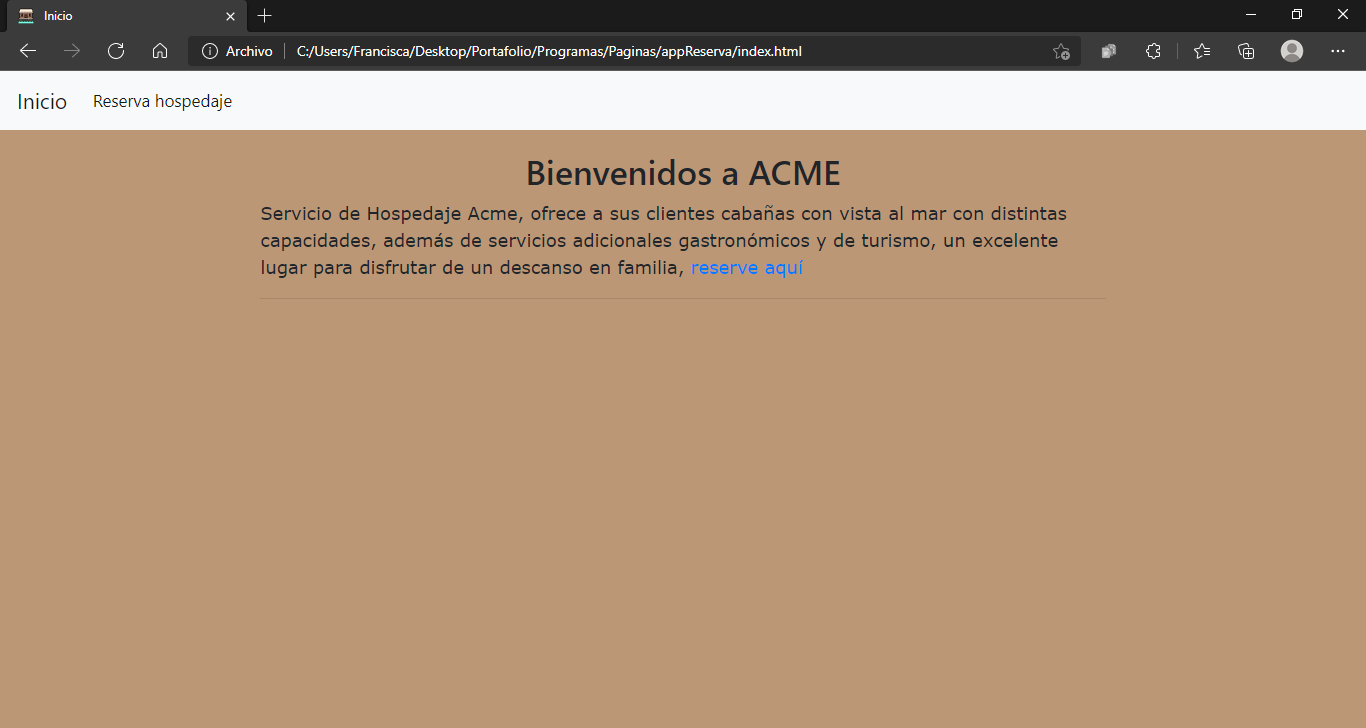 Inicio
Archivo C:/Users/Francisca/Desktop/Portafolio/Programas/Paginas/appReserva/index.html
Inicio Reserva hospedaje
Bienvenidos a ACME
Servicio de Hospedaje Acme, ofrece a sus clientes cabañas con vista al mar con distintas
capacidades, además de servicios adicionales gastronómicos y de turismo, un excelente
lugar para disfrutar de un descanso en familia, reserve aquí